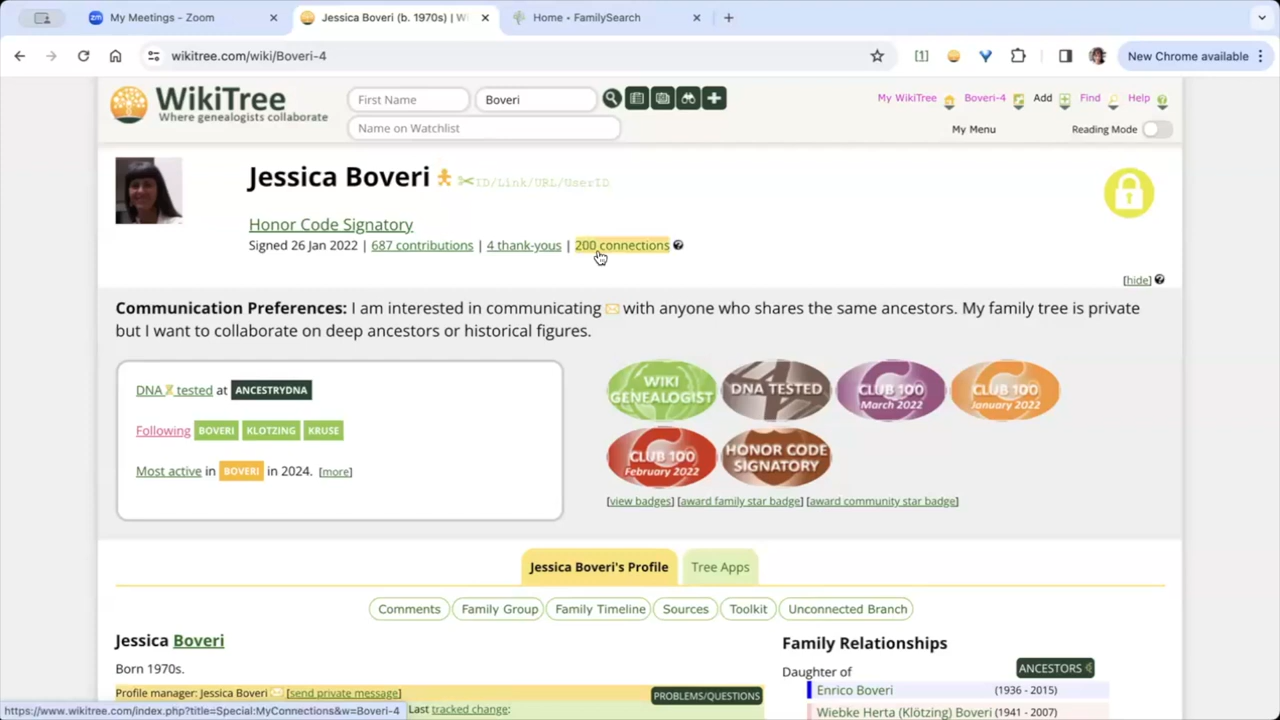 My Meetings - Zoom
Jessica Boveri (b. 1970s) | Wi
Home • FamilySearch
wikitree.com/wiki/Boveri-4
[1]
New Chrome available
WikiTree
Where genealogists collaborate
First Name
Boveri
Name on Watchlist
My WikiTree
Boveri-4
Add
Find
Help
My Menu
Reading Mode
Jessica Boveri
ID/Link/URL/UserID
Honor Code Signatory
Signed 26 Jan 2022 | 687 contributions | 4 thank-yous | 200 connections
[hide]
Communication Preferences: I am interested in communicating with anyone who shares the same ancestors. My family tree is private
but I want to collaborate on deep ancestors or historical figures.
DNA tested at ANCESTRYDNA
Following BOVERI KLOTZING KRUSE
Most active in BOVERI in 2024. [more]
WIKI GENEALOGIST
DNA TESTED
CLUB 100 March 2022
CLUB 100 January 2022
CLUB 100 February 2022
HONOR CODE SIGNATORY
[view badges] [award family star badge] [award community star badge]
Jessica Boveri's Profile
Tree Apps
Comments
Family Group
Family Timeline
Sources
Toolkit
Unconnected Branch
Jessica Boveri
Born 1970s.
Profile manager: Jessica Boveri [send private message]
PROBLEMS/QUESTIONS
Last tracked change:
Family Relationships
Daughter of
ANCESTORS
Enrico Boveri (1936 - 2015)
Wiebke Herta (Klötzing) Boveri (1941 - 2007)
https://www.wikitree.com/index.php?title=Special:MyConnections&w=Boveri-4